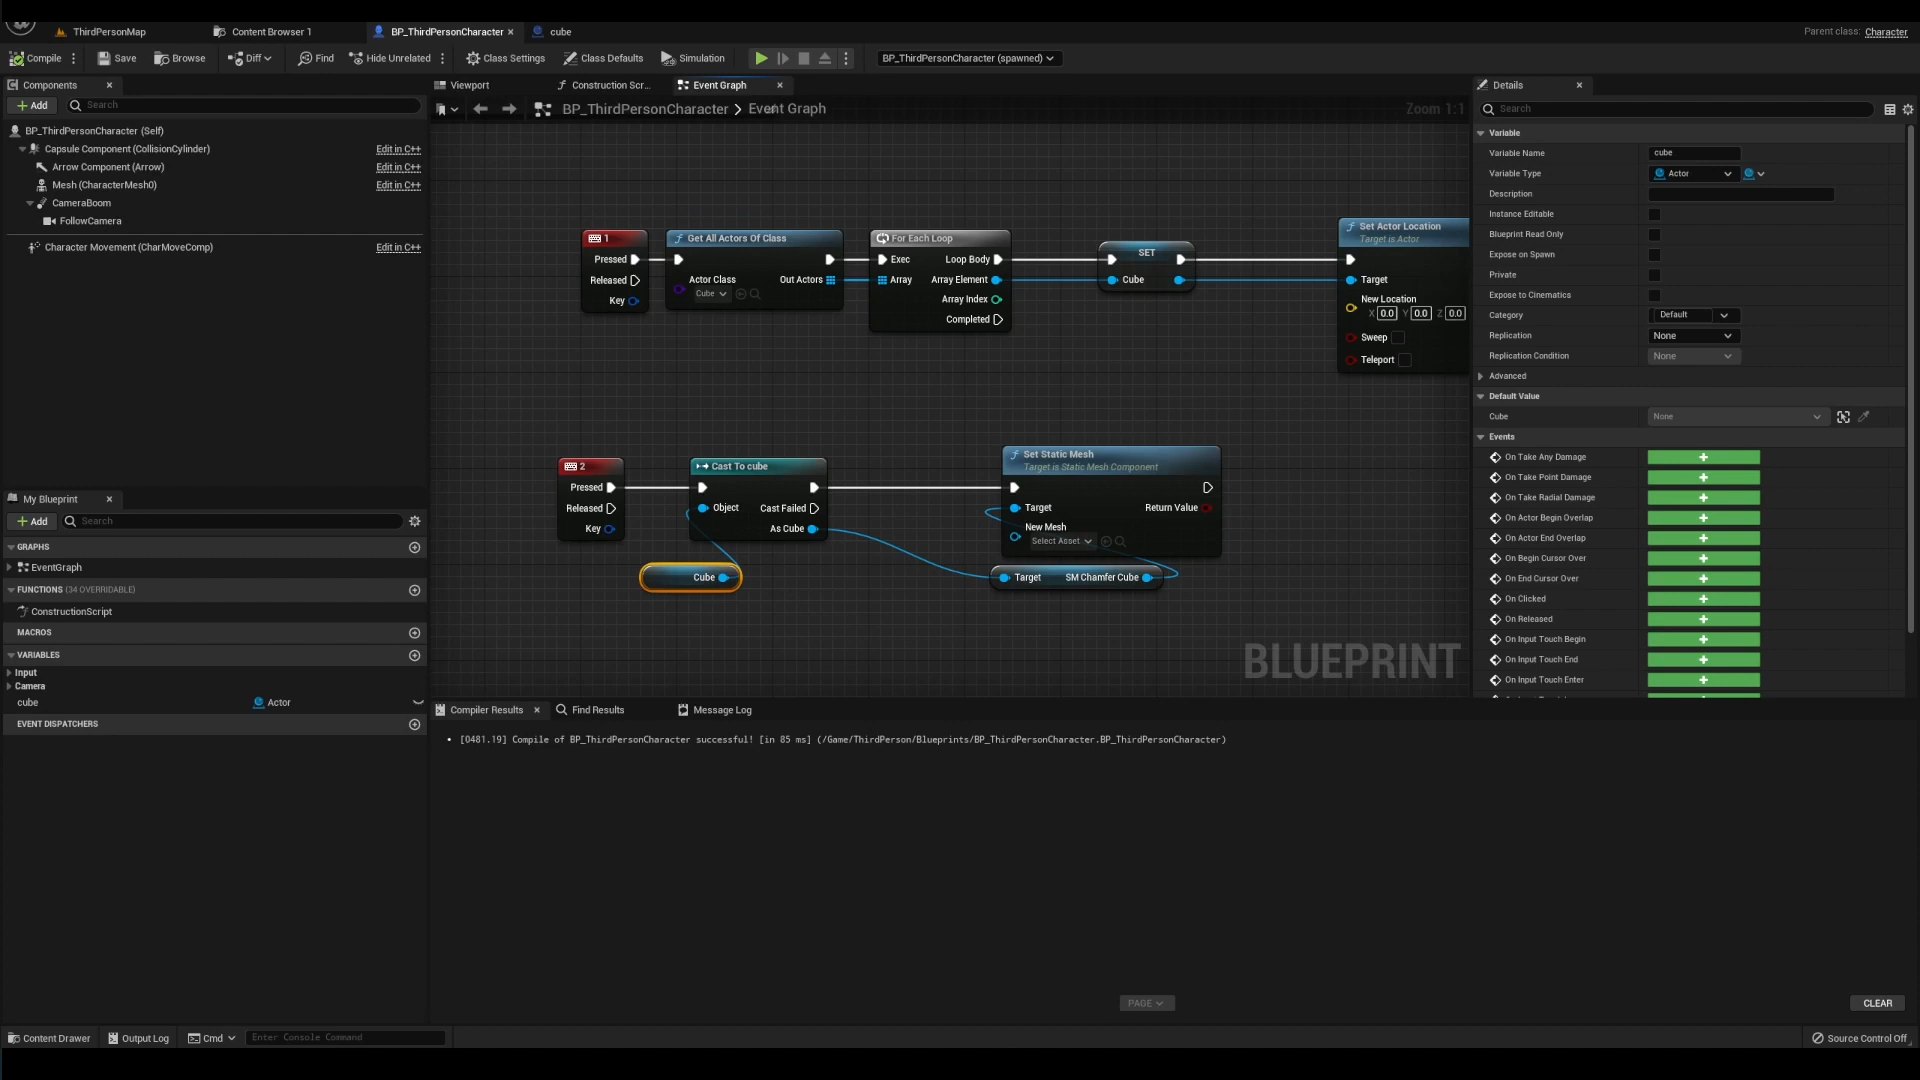 ThirdPersonMap
Content Browser 1
BP_ThirdPersonCharacter
cube
Parent class: Character
Compile
Save
Browse
Diff
Find
Hide Unrelated
Class Settings
Class Defaults
Simulation
BP_ThirdPersonCharacter (spawned)
Components
Add
Search
BP_ThirdPersonCharacter (Self)
Capsule Component (CollisionCylinder) Edit in C++
Arrow Component (Arrow) Edit in C++
Mesh (CharacterMesh0) Edit in C++
CameraBoom
FollowCamera
Character Movement (CharMoveComp) Edit in C++
My Blueprint
Add
Search
GRAPHS
EventGraph
FUNCTIONS (34 OVERRIDABLE)
ConstructionScript
MACROS
VARIABLES
Input
Camera
cube Actor
EVENT DISPATCHERS
Viewport
Construction Scr...
Event Graph
BP_ThirdPersonCharacter > Event Graph
Zoom 1:1
1
Pressed
Released
Key
Get All Actors Of Class
Actor Class
Cube
Out Actors
For Each Loop
Exec Loop Body
Array Array Element
Array Index
Completed
SET
Cube
Set Actor Location
Target is Actor
Target
New Location
X 0.0 Y 0.0 Z 0.0
Sweep
Teleport
2
Pressed
Released
Key
Cast To cube
Object Cast Failed
As Cube
Cube
Set Static Mesh
Target is Static Mesh Component
Target Return Value
New Mesh
Select Asset
Target SM Chamfer Cube
BLUEPRINT
Compiler Results
Find Results
Message Log
[0481.19] Compile of BP_ThirdPersonCharacter successful! [in 85 ms] (/Game/ThirdPerson/Blueprints/BP_ThirdPersonCharacter.BP_ThirdPersonCharacter)
PAGE
CLEAR
Details
Search
Variable
Variable Name cube
Variable Type Actor
Description
Instance Editable
Blueprint Read Only
Expose on Spawn
Private
Expose to Cinematics
Category Default
Replication None
Replication Condition None
Advanced
Default Value
Cube None
Events
On Take Any Damage
On Take Point Damage
On Take Radial Damage
On Actor Begin Overlap
On Actor End Overlap
On Begin Cursor Over
On End Cursor Over
On Clicked
On Released
On Input Touch Begin
On Input Touch End
On Input Touch Enter
Content Drawer
Output Log
Cmd
Enter Console Command
Source Control Off